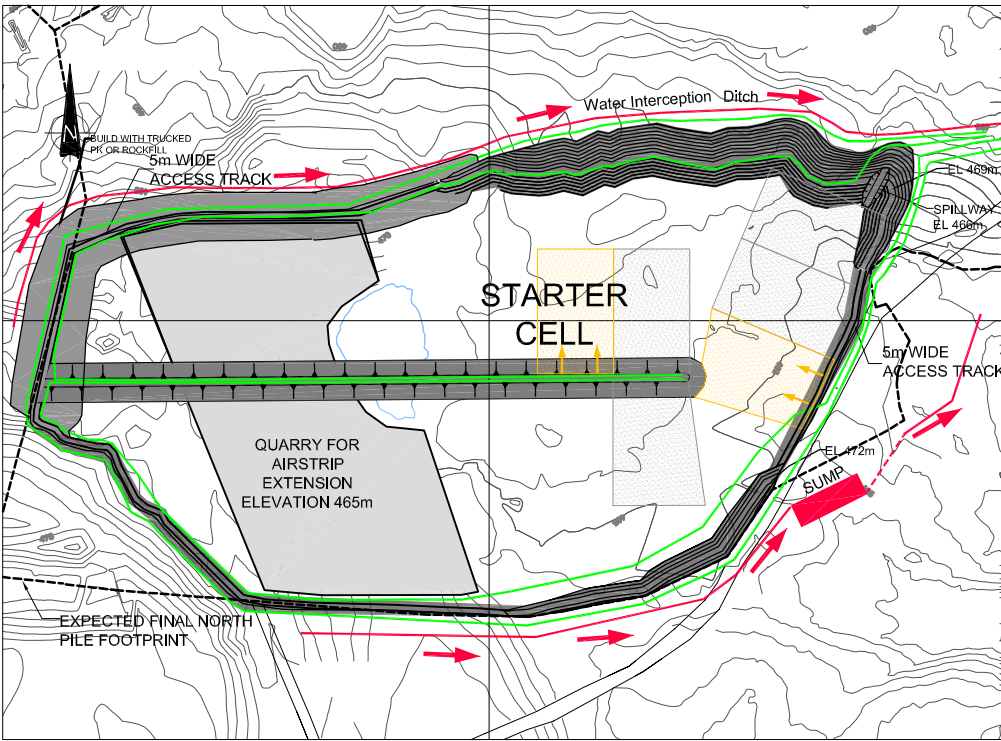 Water Interception Ditch
N
BUILD WITH TRUCKED
PK OR ROCKFILL
5m WIDE
ACCESS TRACK
EL 469m
SPILLWAY
EL 466m
STARTER
CELL
5m WIDE
ACCESS TRACK
QUARRY FOR
AIRSTRIP
EXTENSION
ELEVATION 465m
EL 472m
SUMP
EXPECTED FINAL NORTH
PILE FOOTPRINT